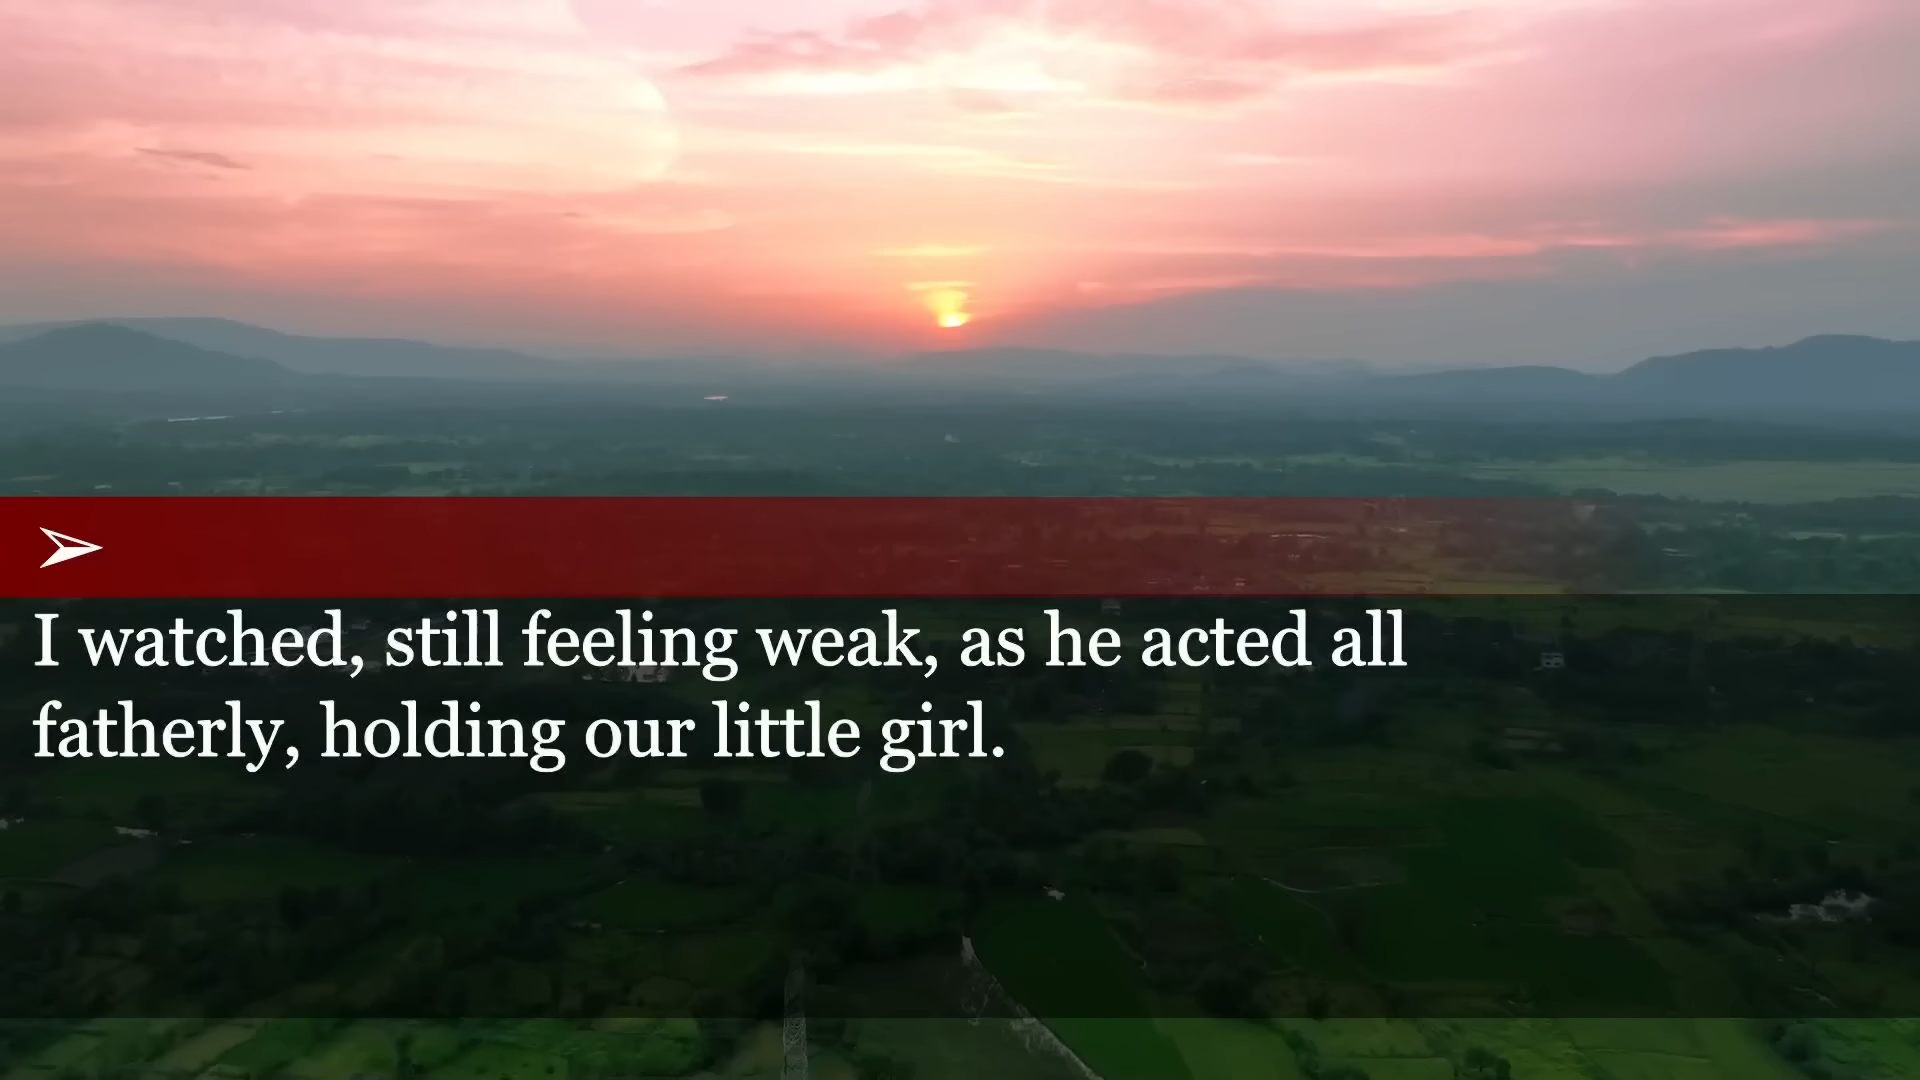 I watched, still feeling weak, as he acted all
fatherly, holding our little girl.